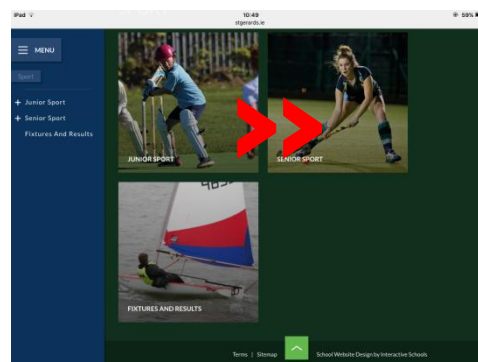 iPad
10:49
59%
stgerards.ie
MENU
Sport
+ Junior Sport
+ Senior Sport
Fixtures And Results
JUNIOR SPORT
SENIOR SPORT
FIXTURES AND RESULTS
Terms | Sitemap
School Website Design by Interactive Schools